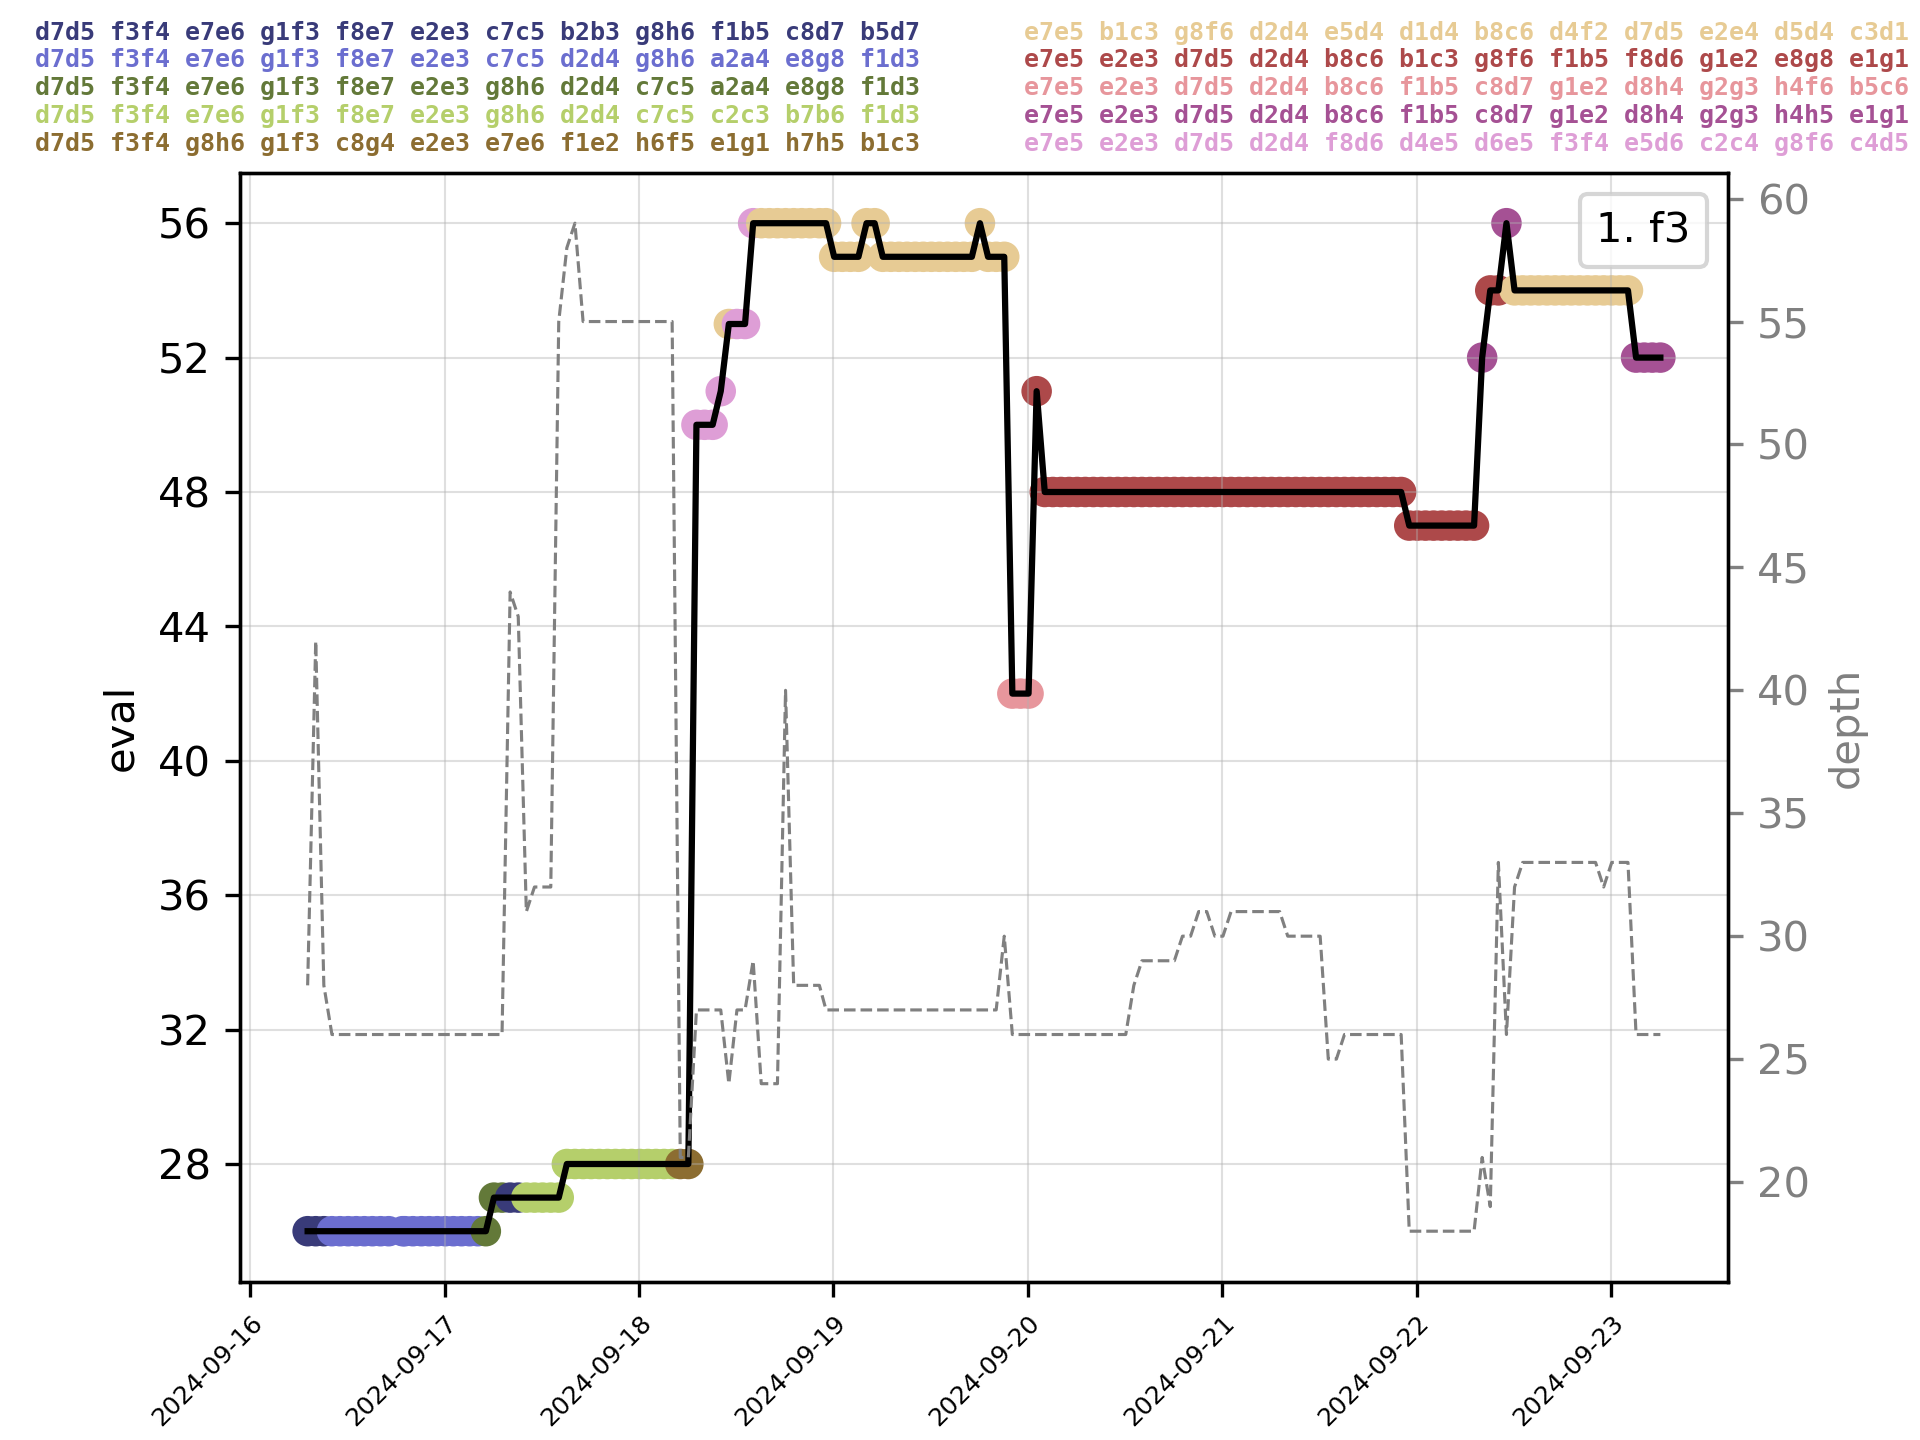 d7d5 f3f4 e7e6 g1f3 f8e7 e2e3 c7c5 b2b3 g8h6 f1b5 c8d7 b5d7
d7d5 f3f4 e7e6 g1f3 f8e7 e2e3 c7c5 d2d4 g8h6 a2a4 e8g8 f1d3
d7d5 f3f4 e7e6 g1f3 f8e7 e2e3 g8h6 d2d4 c7c5 a2a4 e8g8 f1d3
d7d5 f3f4 e7e6 g1f3 f8e7 e2e3 g8h6 d2d4 c7c5 c2c3 b7b6 f1d3
d7d5 f3f4 g8h6 g1f3 c8g4 e2e3 e7e6 f1e2 h6f5 e1g1 h7h5 b1c3
e7e5 b1c3 g8f6 d2d4 e5d4 d1d4 b8c6 d4f2 d7d5 e2e4 d5d4 c3d1
e7e5 e2e3 d7d5 d2d4 b8c6 b1c3 g8f6 f1b5 f8d6 g1e2 e8g8 e1g1
e7e5 e2e3 d7d5 d2d4 b8c6 f1b5 c8d7 g1e2 d8h4 g2g3 h4f6 b5c6
e7e5 e2e3 d7d5 d2d4 b8c6 f1b5 c8d7 g1e2 d8h4 g2g3 h4h5 e1g1
e7e5 e2e3 d7d5 d2d4 f8d6 d4e5 d6e5 f3f4 e5d6 c2c4 g8f6 c4d5
1. f3
56
52
48
44
40
36
32
28
eval
60
55
50
45
40
35
30
25
20
depth
2024-09-16
2024-09-17
2024-09-18
2024-09-19
2024-09-20
2024-09-21
2024-09-22
2024-09-23